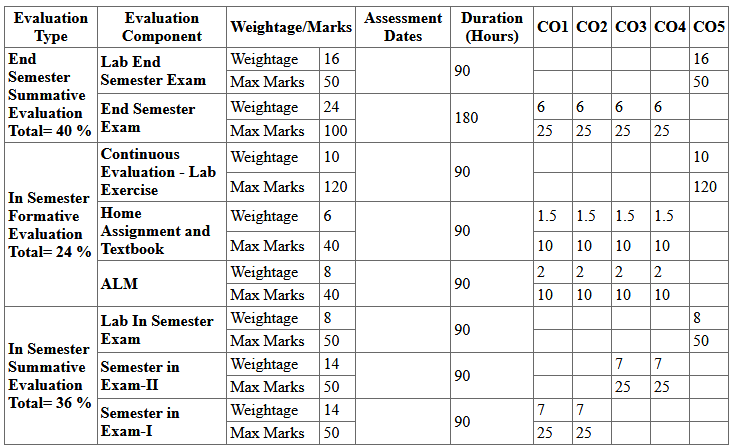 Evaluation Type Evaluation Component Weightage/Marks Assessment Dates Duration (Hours) CO1 CO2 CO3 CO4 CO5
End Semester Summative Evaluation Total= 40 % Lab End Semester Exam Weightage 16 90 16
Max Marks 50 50
End Semester Exam Weightage 24 180 6 6 6 6
Max Marks 100 25 25 25 25
In Semester Formative Evaluation Total= 24 % Continuous Evaluation - Lab Exercise Weightage 10 90 10
Max Marks 120 120
Home Assignment and Textbook Weightage 6 90 1.5 1.5 1.5 1.5
Max Marks 40 10 10 10 10
ALM Weightage 8 90 2 2 2 2
Max Marks 40 10 10 10 10
In Semester Summative Evaluation Total= 36 % Lab In Semester Exam Weightage 8 90 8
Max Marks 50 50
Semester in Exam-II Weightage 14 90 7 7
Max Marks 50 25 25
Semester in Exam-I Weightage 14 90 7 7
Max Marks 50 25 25